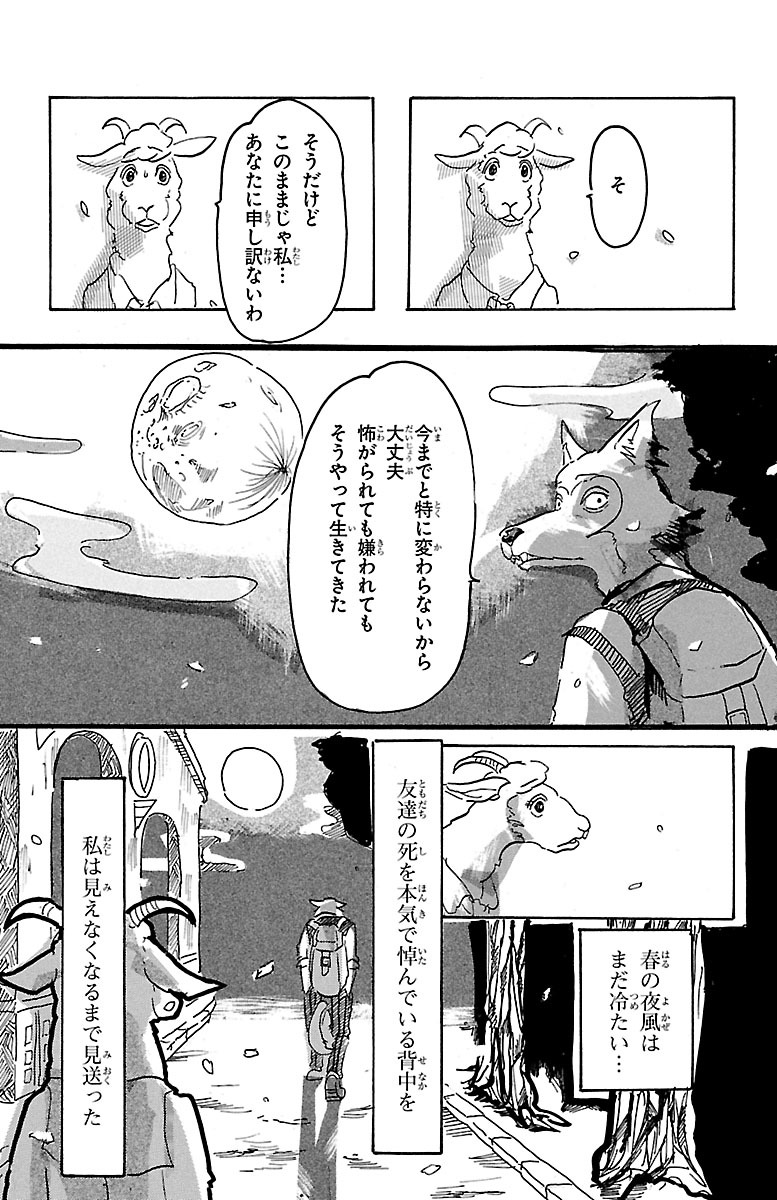 そ
そうだけど
このままじゃ私…
あなたに申し訳ないわ
今までと特に変わらないから
大丈夫
怖がられても嫌われても
そうやって生きてきた
春の夜風は
まだ冷たい…
友達の死を本気で悼んでいる背中を
私は見えなくなるまで見送った